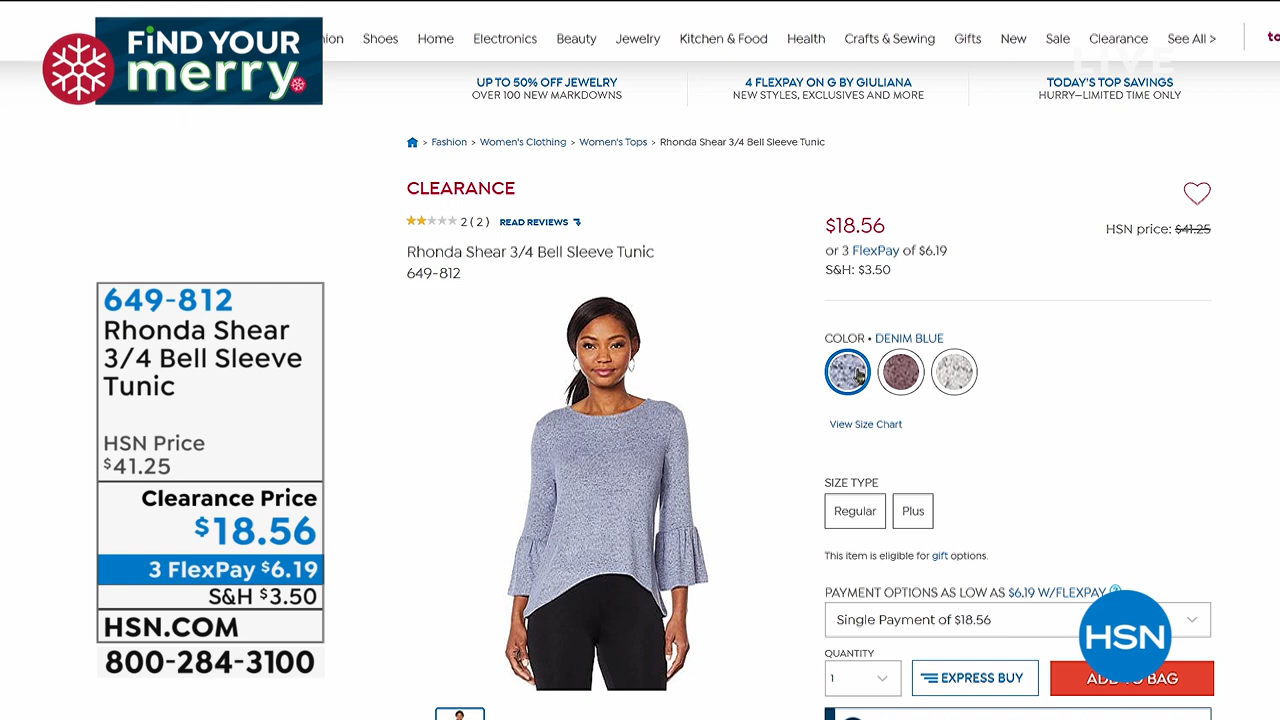 FiND YOUR
merry.
Shoes Home Electronics Beauty Jewelry Kitchen & Food Health Crafts & Sewing Gifts New Sale Clearance See All >
LIVE
UP TO 50% OFF JEWELRY
OVER 100 NEW MARKDOWNS
4 FLEXPAY ON G BY GIULIANA
NEW STYLES, EXCLUSIVES AND MORE
TODAY'S TOP SAVINGS
HURRY—LIMITED TIME ONLY
> Fashion > Women's Clothing > Women's Tops > Rhonda Shear 3/4 Bell Sleeve Tunic
CLEARANCE
2 ( 2 ) READ REVIEWS
Rhonda Shear 3/4 Bell Sleeve Tunic
649-812
$18.56
HSN price: $41.25
or 3 FlexPay of $6.19
S&H: $3.50
COLOR • DENIM BLUE
View Size Chart
SIZE TYPE
Regular Plus
This item is eligible for gift options.
PAYMENT OPTIONS AS LOW AS $6.19 W/FLEXPAY
Single Payment of $18.56
QUANTITY
1
EXPRESS BUY
BAG
HSN
649-812
Rhonda Shear
3/4 Bell Sleeve
Tunic
HSN Price
$41.25
Clearance Price
$18.56
3 FlexPay $6.19
S&H $3.50
HSN.COM
800-284-3100